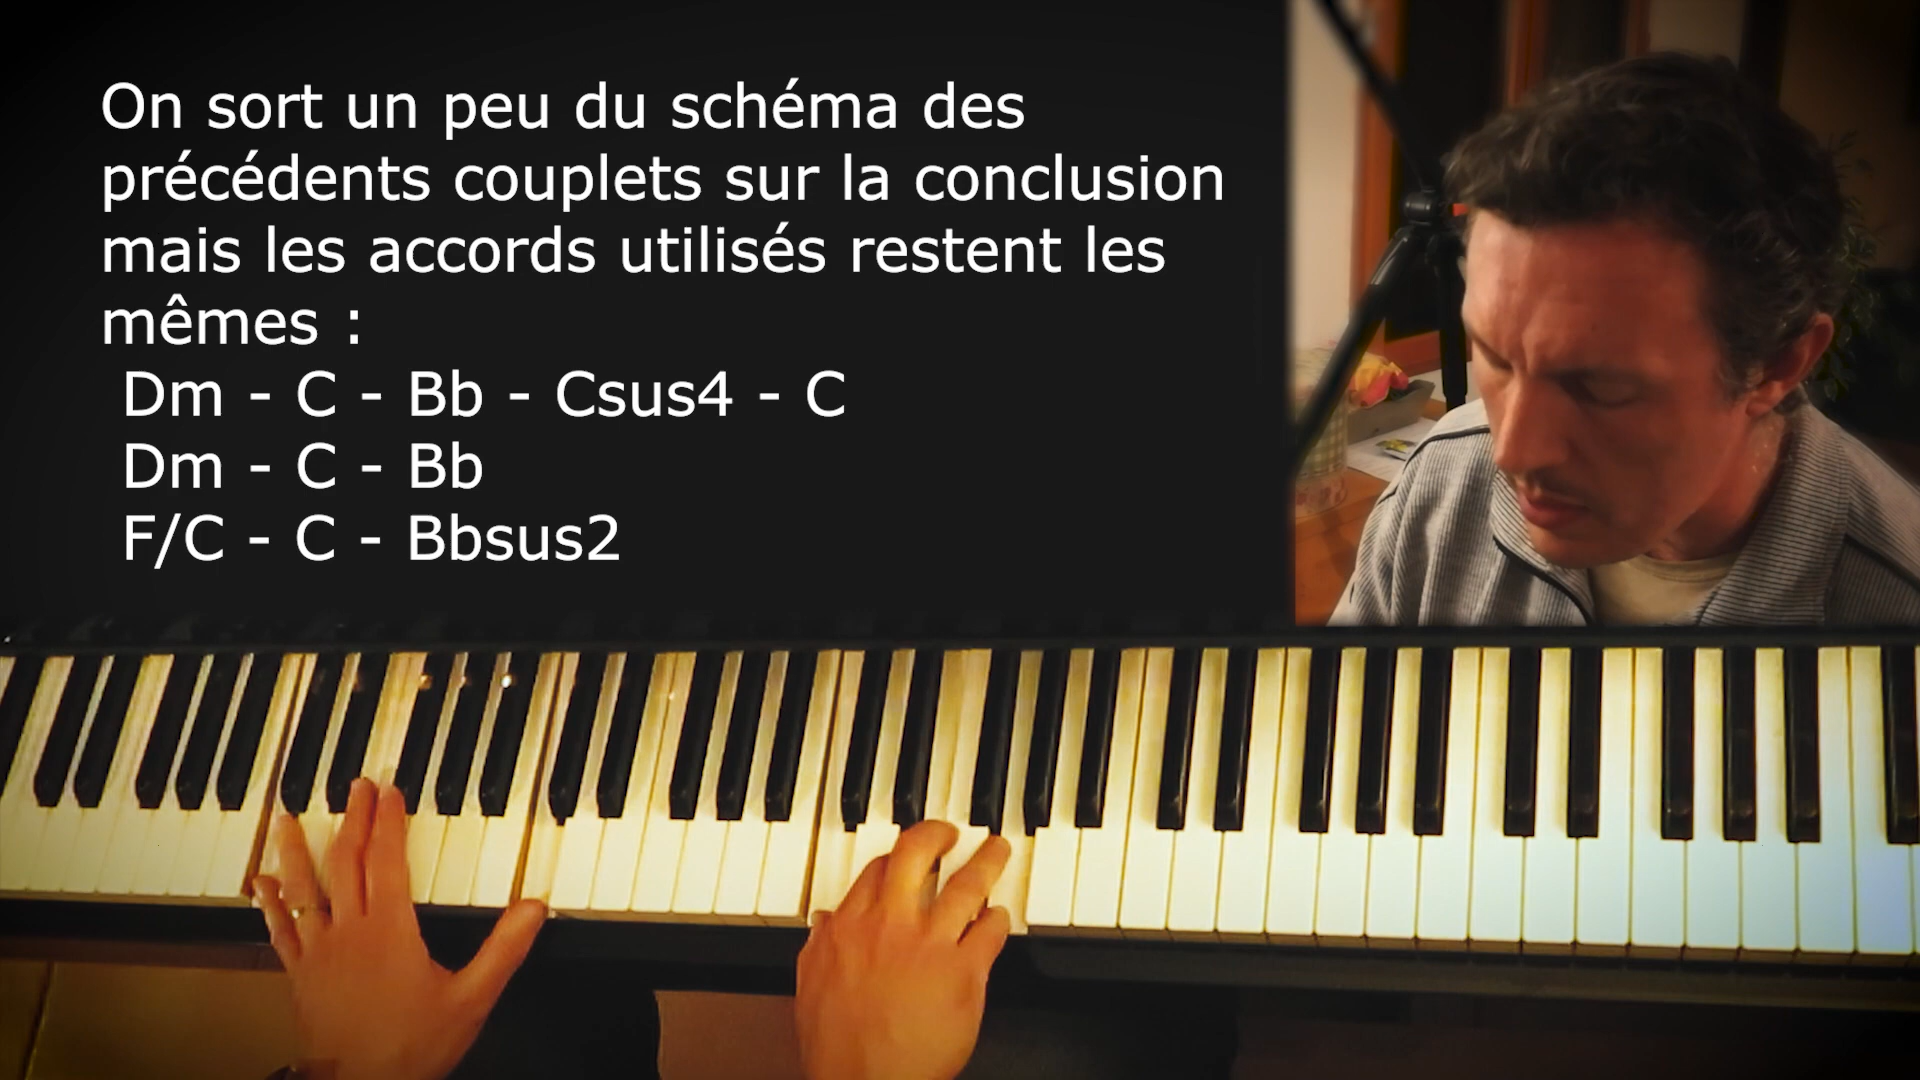 On sort un peu du schéma des
précédents couplets sur la conclusion
mais les accords utilisés restent les
mêmes :
Dm - C - Bb - Csus4 - C
Dm - C - Bb
F/C - C - Bbsus2